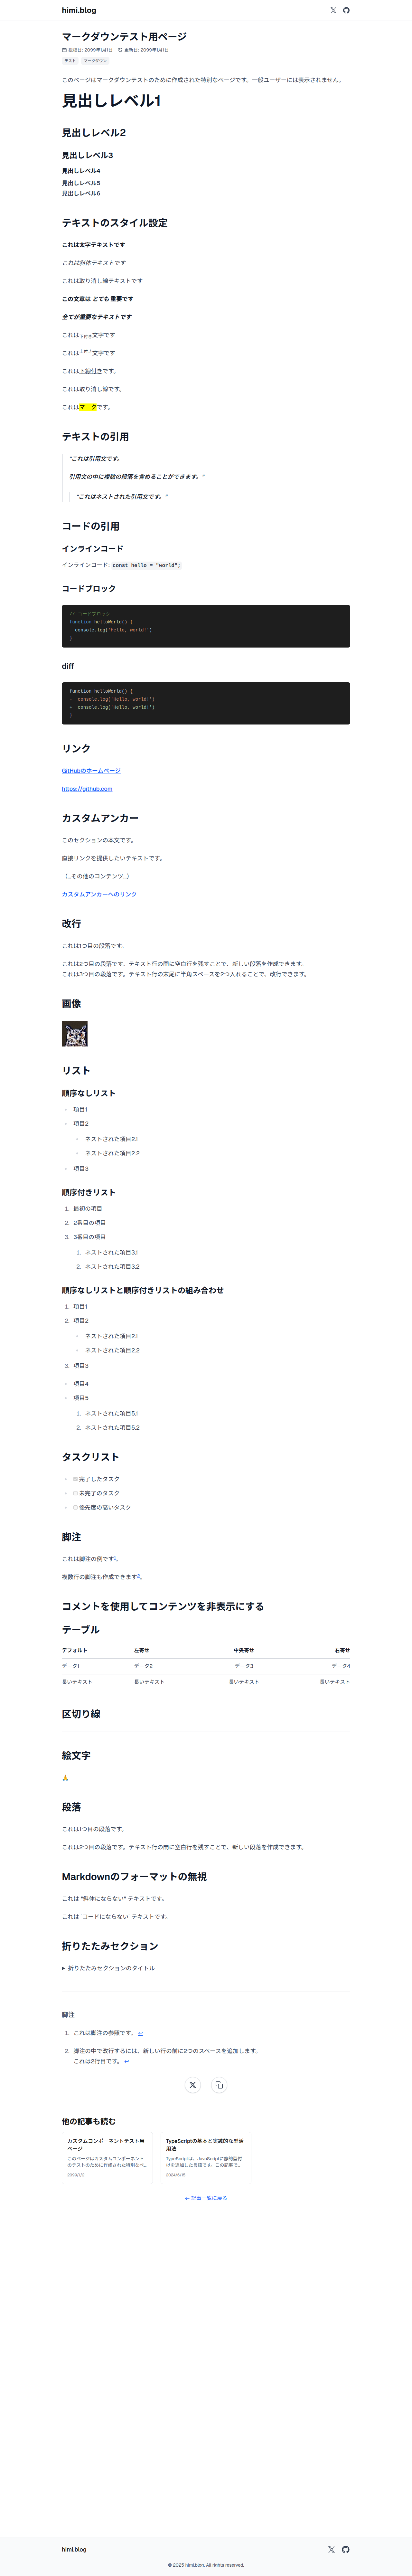 himi.blog
マークダウンテスト用ページ
投稿日: 2099年1月1日 更新日: 2099年1月1日
テスト マークダウン
このページはマークダウンテストのために作成された特別なページです。一般ユーザーには表示されません。
見出しレベル1
見出しレベル2
見出しレベル3
見出しレベル4
見出しレベル5
見出しレベル6
テキストのスタイル設定
これは太字テキストです
これは斜体テキストです
これは取り消し線テキストです
この文章は とても 重要です
全てが重要なテキストです
これは下付き文字です
これは上付き文字です
これは下線付きです。
これは取り消し線です。
これはマークです。
テキストの引用
"これは引用文です。
引用文の中に複数の段落を含めることができます。"
"これはネストされた引用文です。"
コードの引用
インラインコード
インラインコード: const hello = "world";
コードブロック
// コードブロック
function helloWorld() {
console.log('Hello, world!')
}
diff
function helloWorld() {
- console.log('Hello, world!')
+ console.log('Hello, world!')
}
リンク
GitHubのホームページ
https://github.com
カスタムアンカー
このセクションの本文です。
直接リンクを提供したいテキストです。
（…その他のコンテンツ…）
カスタムアンカーへのリンク
改行
これは1つ目の段落です。
これは2つ目の段落です。テキスト行の間に空白行を残すことで、新しい段落を作成できます。
これは3つ目の段落です。テキスト行の末尾に半角スペースを2つ入れることで、改行できます。
画像
リスト
順序なしリスト
項目1
項目2
ネストされた項目2.1
ネストされた項目2.2
項目3
順序付きリスト
1. 最初の項目
2. 2番目の項目
3. 3番目の項目
1. ネストされた項目3.1
2. ネストされた項目3.2
順序なしリストと順序付きリストの組み合わせ
1. 項目1
2. 項目2
ネストされた項目2.1
ネストされた項目2.2
3. 項目3
項目4
項目5
1. ネストされた項目5.1
2. ネストされた項目5.2
タスクリスト
完了したタスク
未完了のタスク
優先度の高いタスク
脚注
これは脚注の例です1。
複数行の脚注も作成できます2。
コメントを使用してコンテンツを非表示にする
テーブル
デフォルト 左寄せ 中央寄せ 右寄せ
データ1 データ2 データ3 データ4
長いテキスト 長いテキスト 長いテキスト 長いテキスト
区切り線
絵文字
🙏
段落
これは1つ目の段落です。
これは2つ目の段落です。テキスト行の間に空白行を残すことで、新しい段落を作成できます。
Markdownのフォーマットの無視
これは *斜体にならない* テキストです。
これは `コードにならない` テキストです。
折りたたみセクション
▶ 折りたたみセクションのタイトル
脚注
1. これは脚注の参照です。 ↩
2. 脚注の中で改行するには、新しい行の前に2つのスペースを追加します。
これは2行目です。 ↩
他の記事も読む
カスタムコンポーネントテスト用
ページ
このページはカスタムコンポーネント
のテストのために作成された特別なペ…
2099/1/2
TypeScriptの基本と実践的な型活
用法
TypeScriptは、JavaScriptに静的型付
けを追加した言語です。この記事で…
2024/9/15
← 記事一覧に戻る
himi.blog
© 2025 himi.blog. All rights reserved.